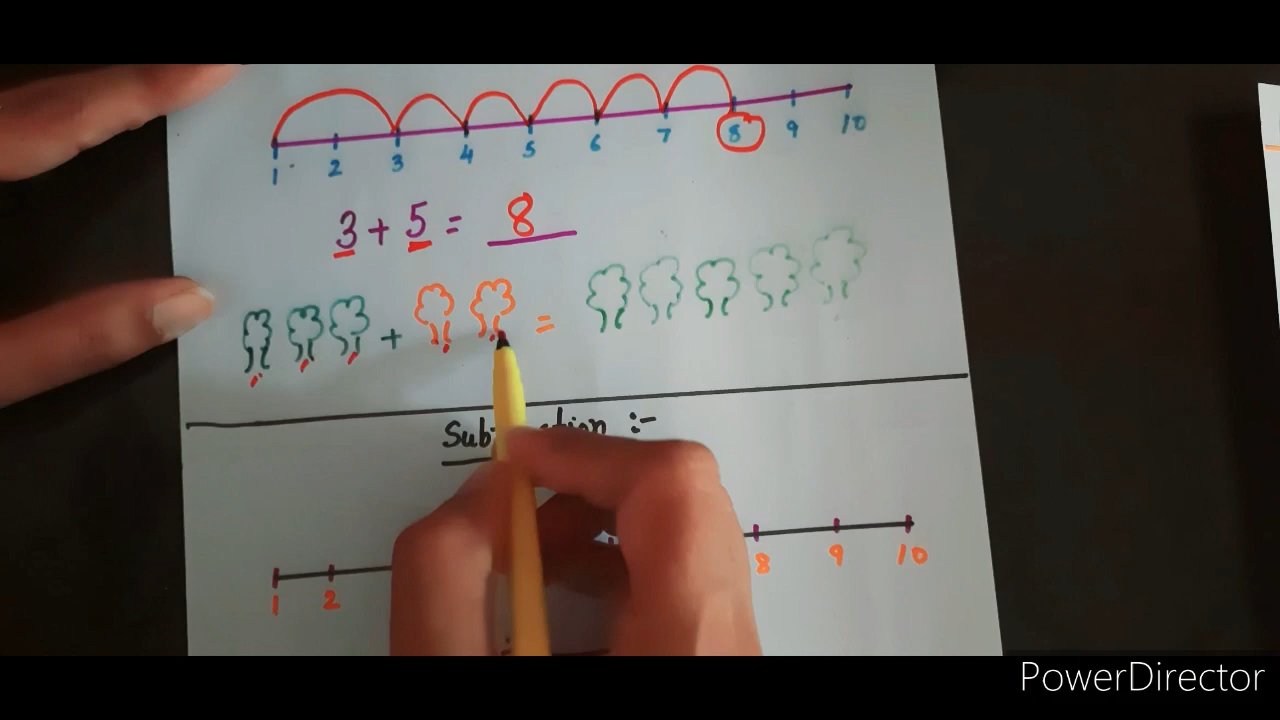 1 2 3 4 5 6 7 8 9 10
3 + 5 = 8
+ =
:-
1 2 8 9 10
PowerDirector